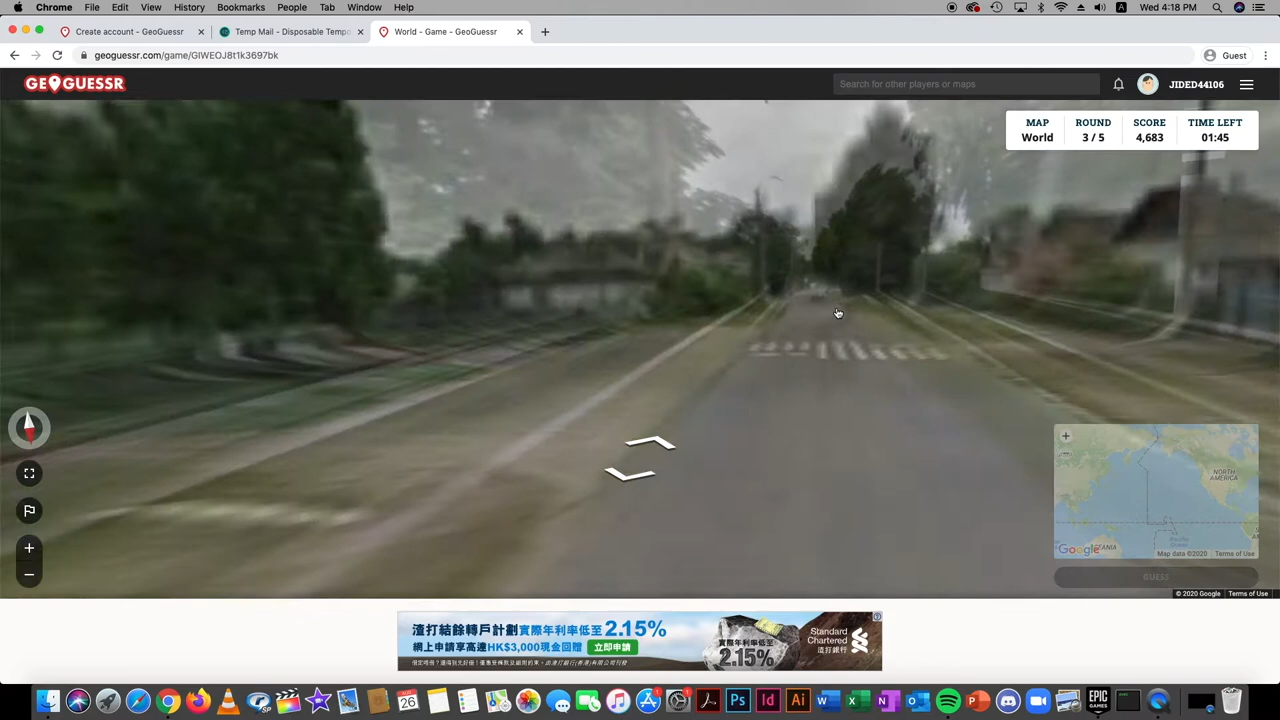 Chrome File Edit View History Bookmarks People Tab Window Help Wed 4:18 PM
Create account - GeoGuessr Temp Mail - Disposable Tempo World - Game - GeoGuessr
geoguessr.com/game/GIWEOJ8t1k3697bk Guest
GEOGUESSR Search for other players or maps JIDED44106
MAP ROUND SCORE TIME LEFT
World 3 / 5 4,683 01:45
NORTH
AMERICA
Pacific
Ocean
Google Map data ©2020 Terms of Use
GUESS
© 2020 Google Terms of Use
渣打結餘轉戶計劃實際年利率低至2.15%
網上申請享高達HK$3,000現金回贈 立即申請
實際年利率低至
2.15%
Standard
Chartered
渣打銀行
AUG
26